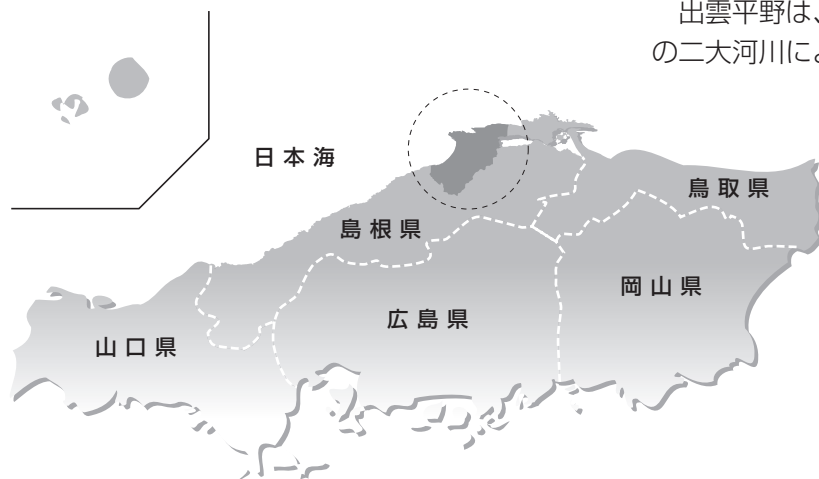 出雲平野は、
の二大河川によ
日本海
鳥取県
島根県
岡山県
広島県
山口県